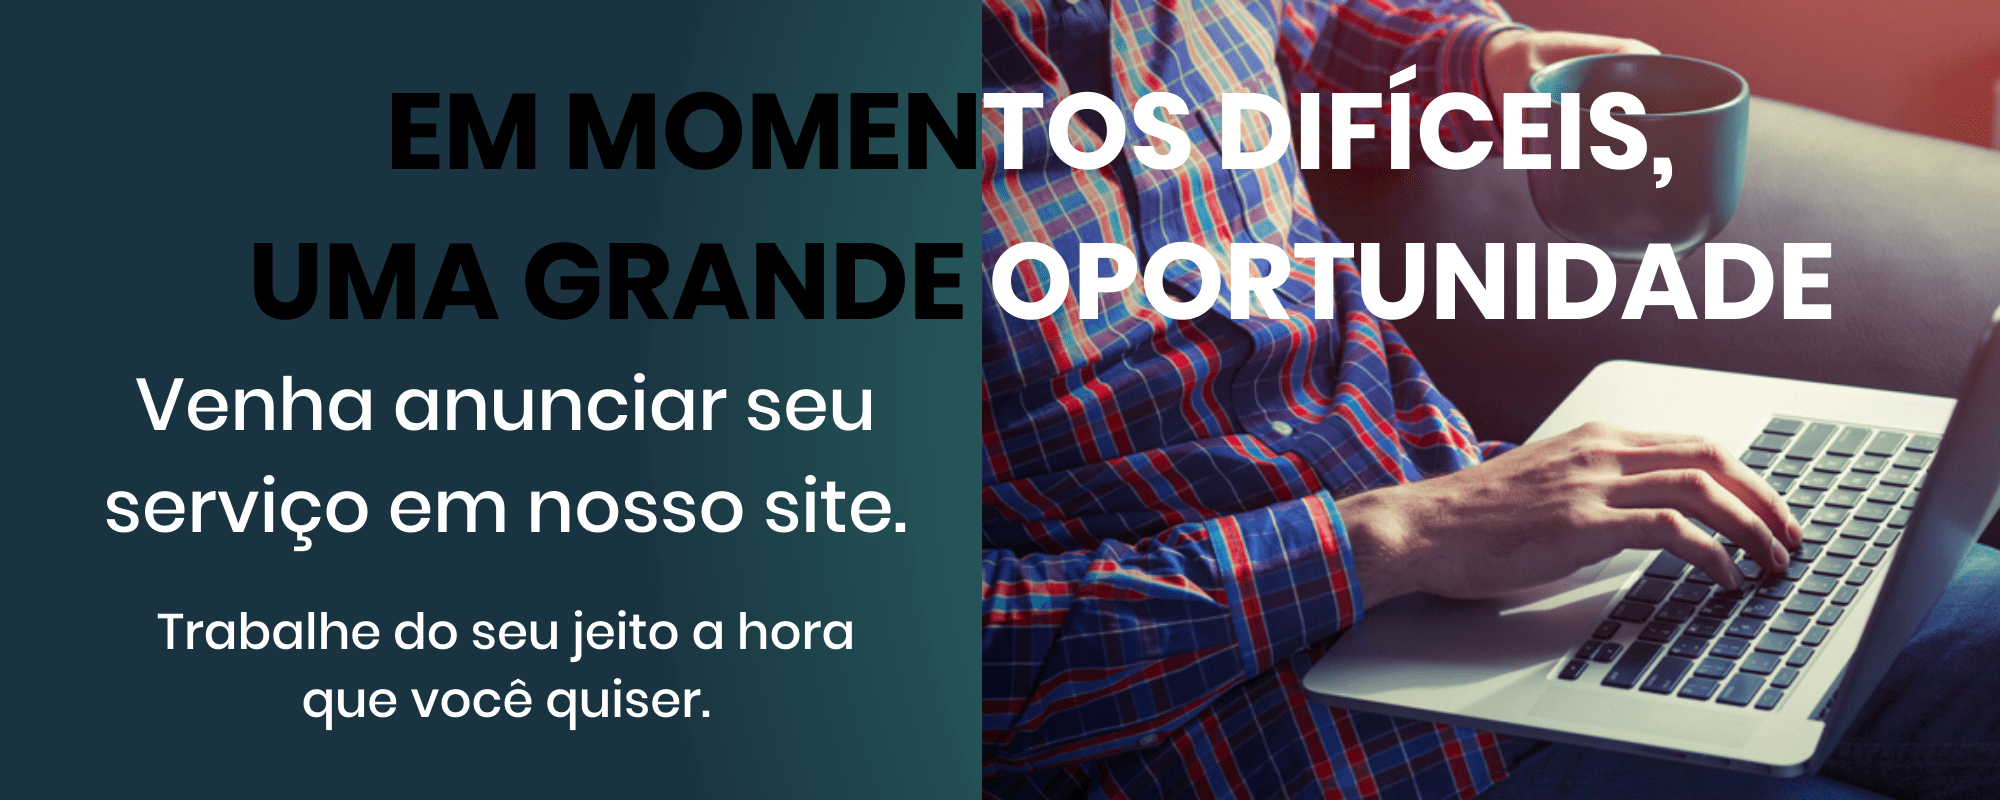 EM MOMENTOS DIFÍCEIS,
UMA GRANDE OPORTUNIDADE
Venha anunciar seu
serviço em nosso site.
Trabalhe do seu jeito a hora
que você quiser.